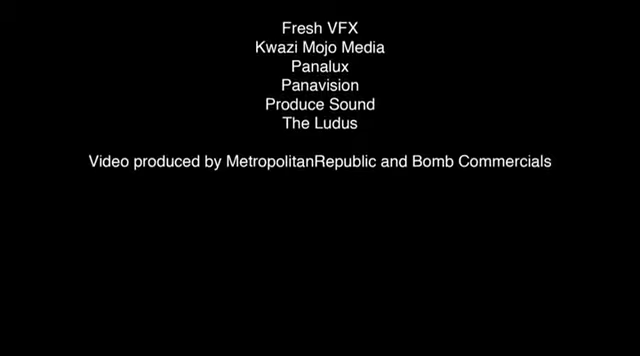 Fresh VFX
Kwazi Mojo Media
Panalux
Panavision
Produce Sound
The Ludus
Video produced by MetropolitanRepublic and Bomb Commercials